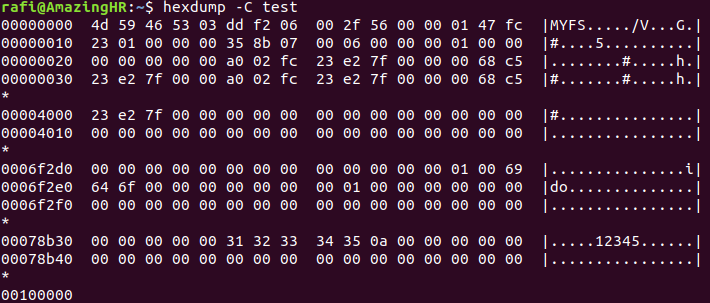 rafi@AmazingHR:~$ hexdump -C test
00000000  4d 59 46 53 03 dd f2 06  00 2f 56 00 00 01 47 fc  |MYFS...../V...G.|
00000010  23 01 00 00 00 35 8b 07  00 06 00 00 00 01 00 00  |#....5..........|
00000020  00 00 00 00 a0 02 fc 23  e2 7f 00 00 00 00 68 c5  |.......#......h.|
00000030  23 e2 7f 00 00 00 a0 02  fc 23 e2 7f 00 00 68 c5  |#.......#....h.|
*
00004000  23 e2 7f 00 00 00 00 00  00 00 00 00 00 00 00 00  |#...............|
00004010  00 00 00 00 00 00 00 00  00 00 00 00 00 00 00 00  |................|
*
0006f2d0  00 00 00 00 00 00 00 00  00 00 00 00 00 01 00 69  |...............i|
0006f2e0  64 6f 00 00 00 00 00 00  00 01 00 00 00 00 00 00  |do..............|
0006f2f0  00 00 00 00 00 00 00 00  00 00 00 00 00 00 00 00  |................|
*
00078b30  00 00 00 00 00 31 32 33  34 35 0a 00 00 00 00 00  |.....12345......|
00078b40  00 00 00 00 00 00 00 00  00 00 00 00 00 00 00 00  |................|
*
00100000